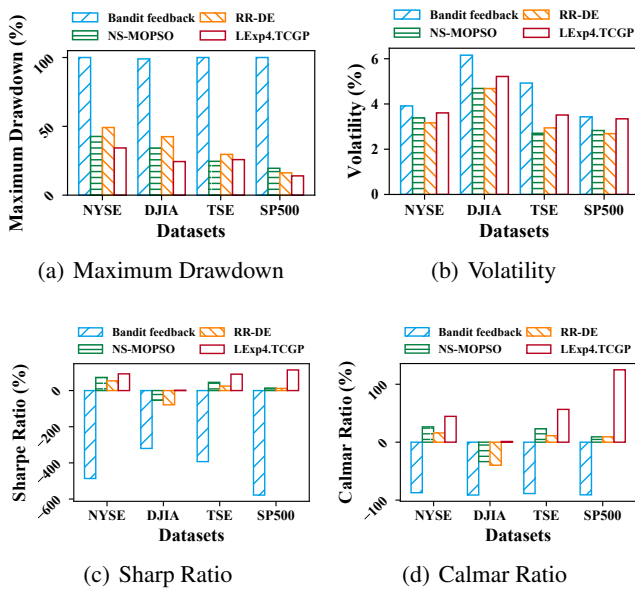 Bandit feedback RR-DE
NS-MOPSO LExp4.TCGP
Maximum Drawdown (%)
100
50
0
NYSE DJIA TSE SP500
Datasets
(a) Maximum Drawdown
Bandit feedback RR-DE
NS-MOPSO LExp4.TCGP
Volatility (%)
6
4
2
0
NYSE DJIA TSE SP500
Datasets
(b) Volatility
Bandit feedback RR-DE
NS-MOPSO LExp4.TCGP
Sharpe Ratio (%)
0
−200
−400
−600
NYSE DJIA TSE SP500
Datasets
(c) Sharp Ratio
Bandit feedback RR-DE
NS-MOPSO LExp4.TCGP
Calmar Ratio (%)
100
0
−100
NYSE DJIA TSE SP500
Datasets
(d) Calmar Ratio